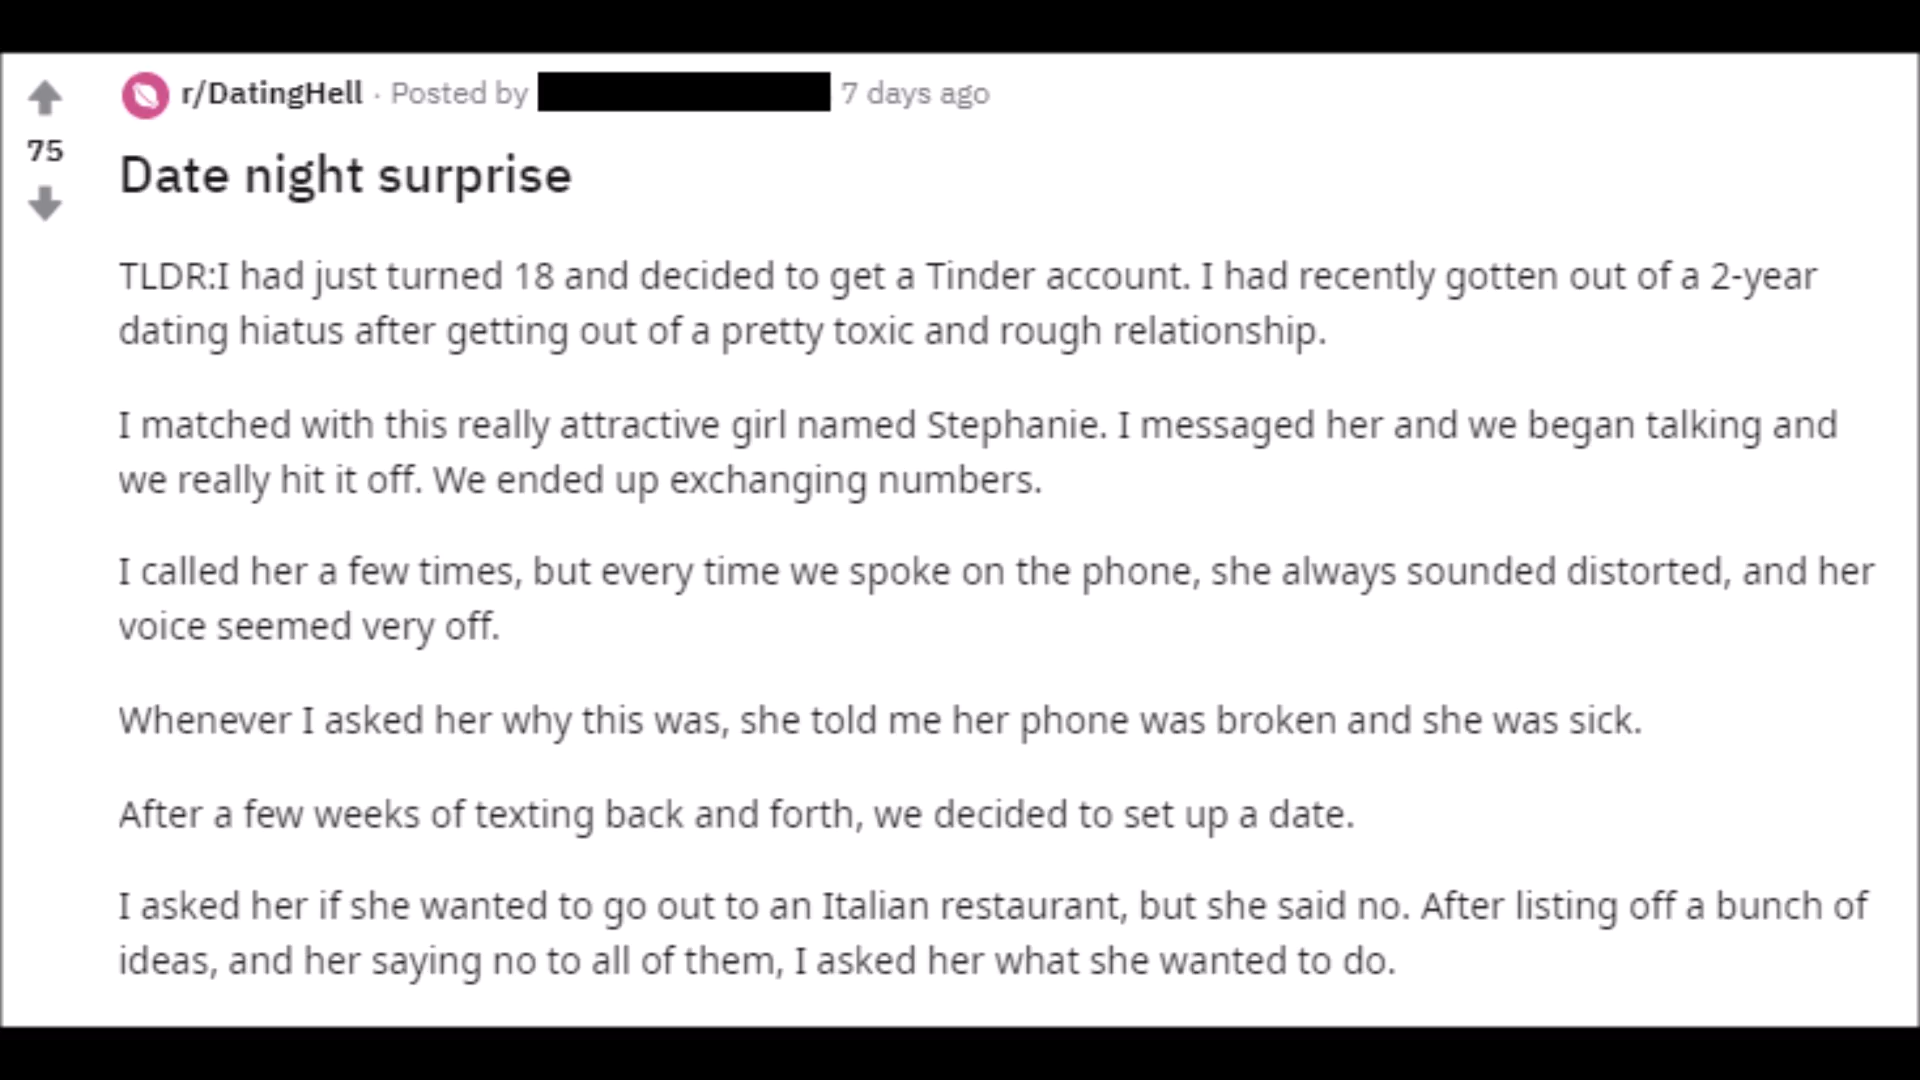 r/DatingHell · Posted by 7 days ago
75
Date night surprise
TLDR:I had just turned 18 and decided to get a Tinder account. I had recently gotten out of a 2-year
dating hiatus after getting out of a pretty toxic and rough relationship.
I matched with this really attractive girl named Stephanie. I messaged her and we began talking and
we really hit it off. We ended up exchanging numbers.
I called her a few times, but every time we spoke on the phone, she always sounded distorted, and her
voice seemed very off.
Whenever I asked her why this was, she told me her phone was broken and she was sick.
After a few weeks of texting back and forth, we decided to set up a date.
I asked her if she wanted to go out to an Italian restaurant, but she said no. After listing off a bunch of
ideas, and her saying no to all of them, I asked her what she wanted to do.